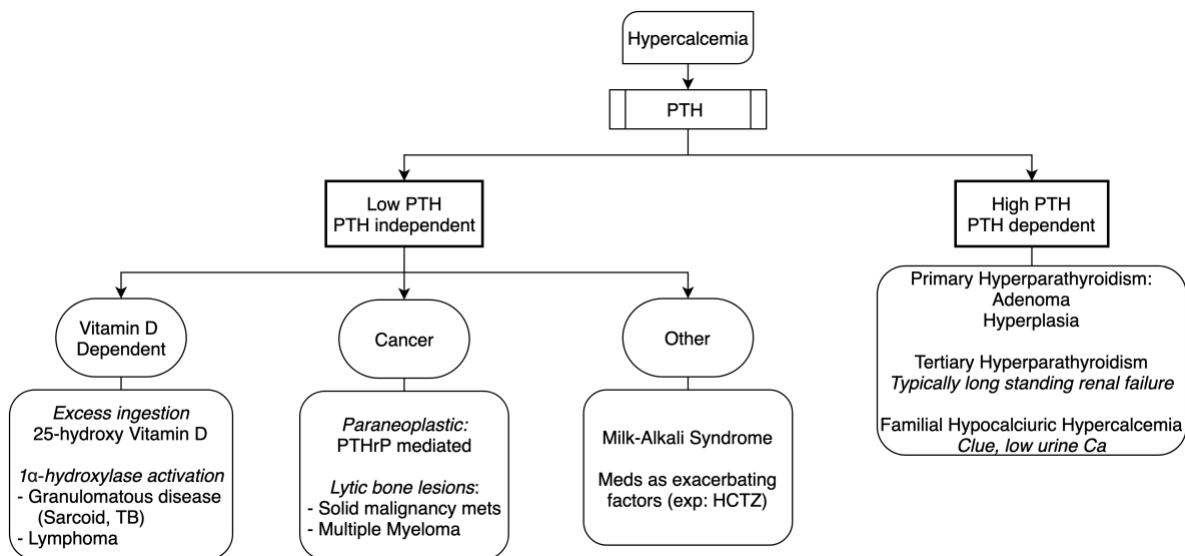 Hypercalcemia
PTH
Low PTH
PTH independent
High PTH
PTH dependent
Vitamin D
Dependent
Excess ingestion
25-hydroxy Vitamin D
1α-hydroxylase activation
- Granulomatous disease
(Sarcoid, TB)
- Lymphoma
Cancer
Paraneoplastic:
PTHrP mediated
Lytic bone lesions:
- Solid malignancy mets
- Multiple Myeloma
Other
Milk-Alkali Syndrome
Meds as exacerbating
factors (exp: HCTZ)
Primary Hyperparathyroidism:
Adenoma
Hyperplasia
Tertiary Hyperparathyroidism
Typically long standing renal failure
Familial Hypocalciuric Hypercalcemia
Clue, low urine Ca